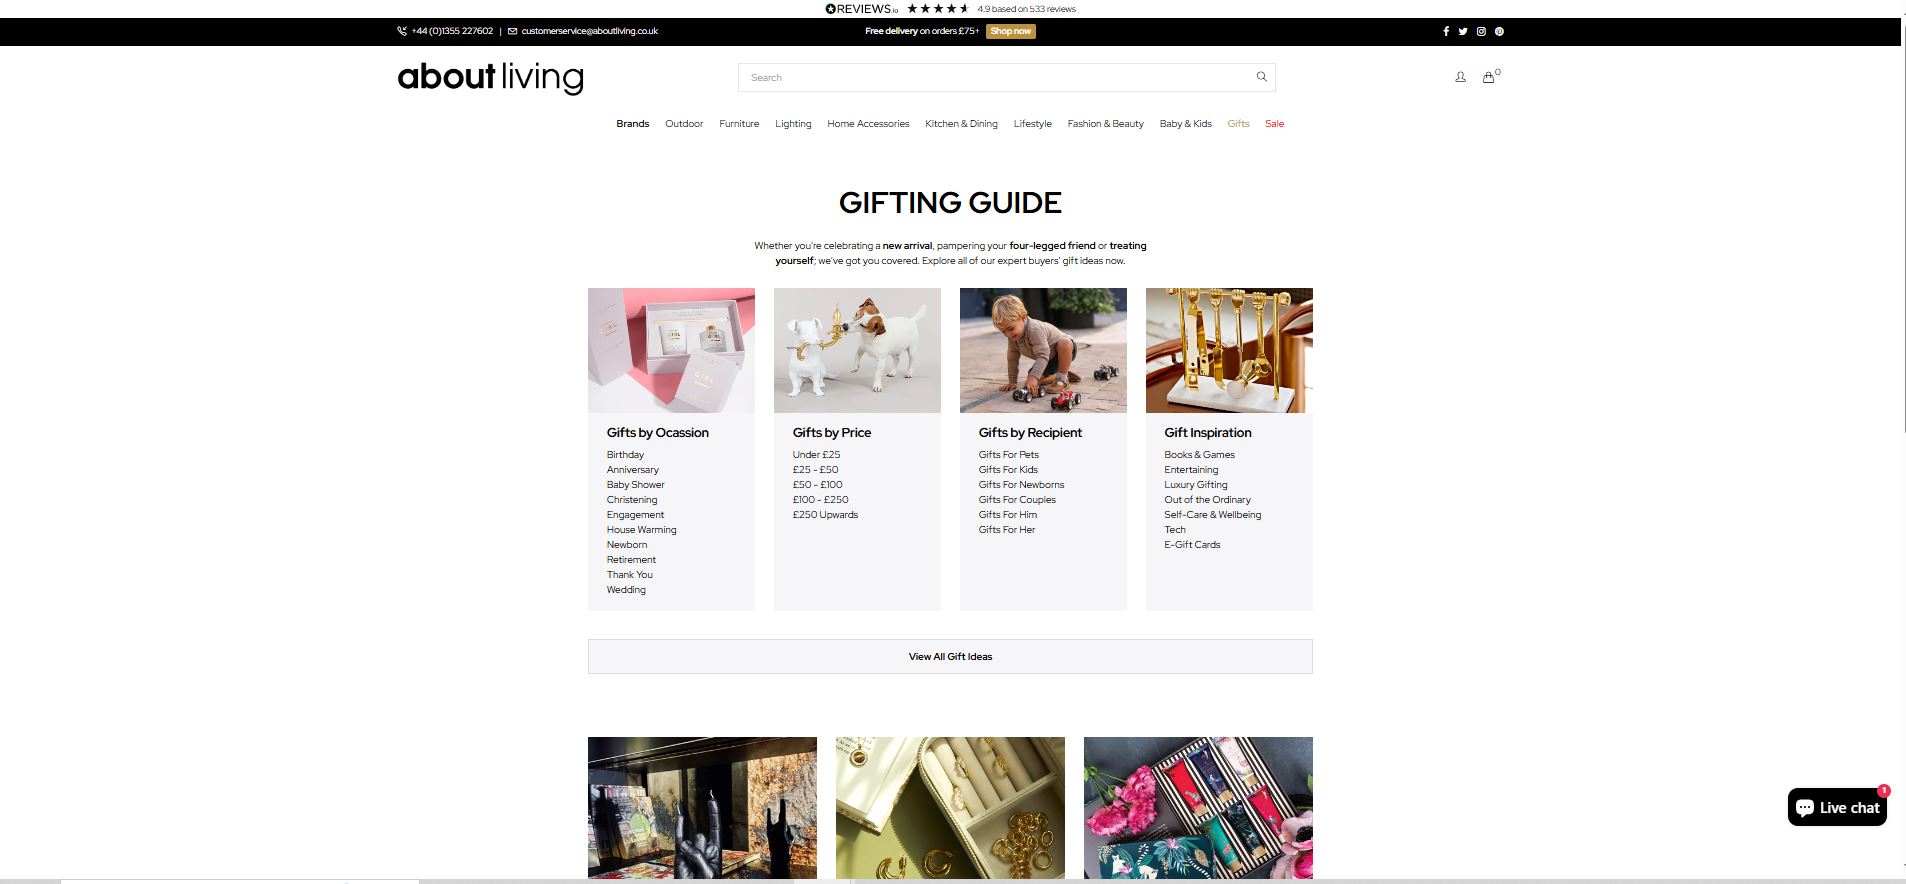 REVIEWS.io 4.9 based on 533 reviews
+44 (0)1355 227602 | customerservice@aboutliving.co.uk Free delivery on orders £75+ Shop now
about living
Search
0
Brands Outdoor Furniture Lighting Home Accessories Kitchen & Dining Lifestyle Fashion & Beauty Baby & Kids Gifts Sale
GIFTING GUIDE
Whether you're celebrating a new arrival, pampering your four-legged friend or treating
yourself; we've got you covered. Explore all of our expert buyers' gift ideas now.
GIRL
GIRL
Gifts by Ocassion
Birthday
Anniversary
Baby Shower
Christening
Engagement
House Warming
Newborn
Retirement
Thank You
Wedding
Gifts by Price
Under £25
£25 - £50
£50 - £100
£100 - £250
£250 Upwards
Gifts by Recipient
Gifts For Pets
Gifts For Kids
Gifts For Newborns
Gifts For Couples
Gifts For Him
Gifts For Her
Gift Inspiration
Books & Games
Entertaining
Luxury Gifting
Out of the Ordinary
Self-Care & Wellbeing
Tech
E-Gift Cards
View All Gift Ideas
Live chat
1